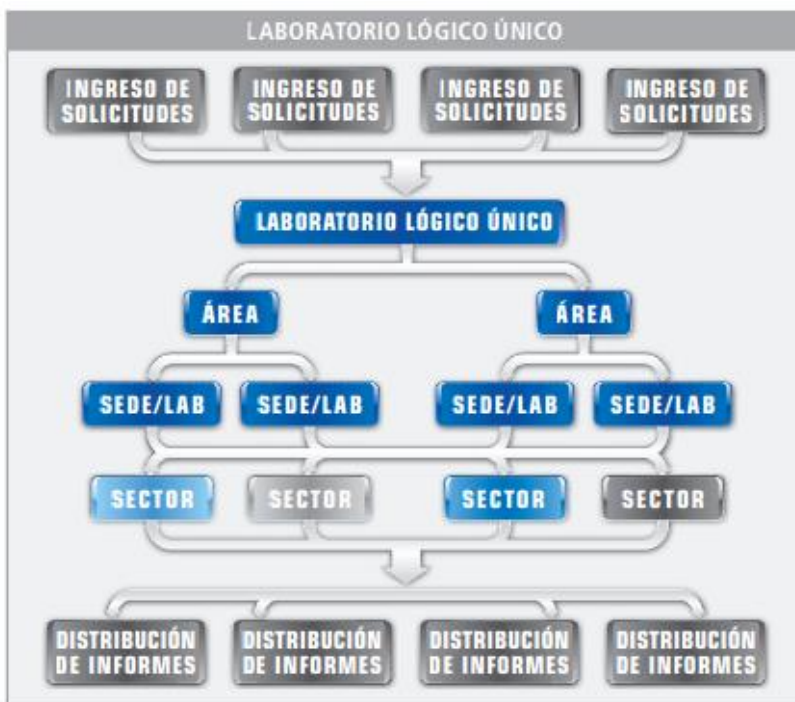 LABORATORIO LÓGICO ÚNICO
INGRESO DE
SOLICITUDES
INGRESO DE
SOLICITUDES
INGRESO DE
SOLICITUDES
INGRESO DE
SOLICITUDES
LABORATORIO LÓGICO ÚNICO
ÁREA
ÁREA
SEDE/LAB
SEDE/LAB
SEDE/LAB
SEDE/LAB
SECTOR
SECTOR
SECTOR
SECTOR
DISTRIBUCIÓN
DE INFORMES
DISTRIBUCIÓN
DE INFORMES
DISTRIBUCIÓN
DE INFORMES
DISTRIBUCIÓN
DE INFORMES